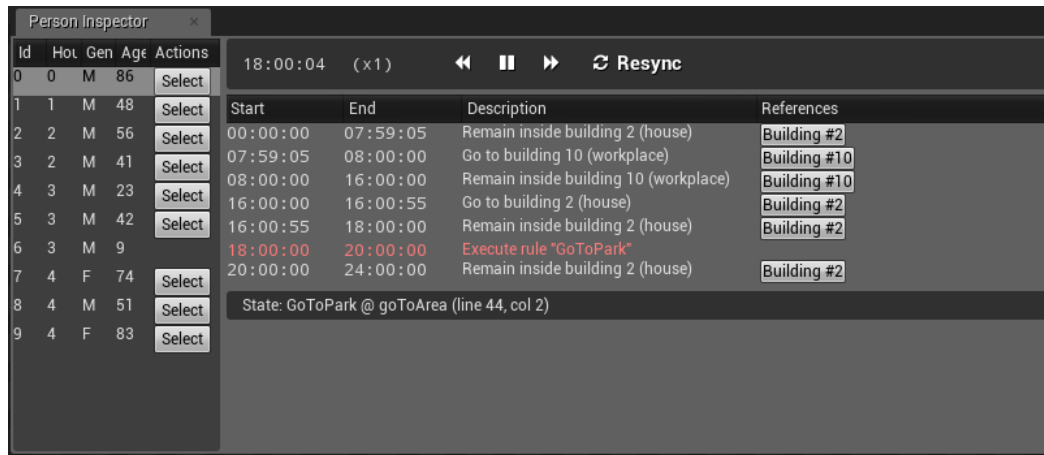 Person Inspector ×
Id Hou Gen Age Actions
18:00:04 (x1) Resync
0 0 M 86 Select
1 1 M 48 Select
2 2 M 56 Select
3 2 M 41 Select
4 3 M 23 Select
5 3 M 42 Select
6 3 M 9
7 4 F 74 Select
8 4 M 51 Select
9 4 F 83 Select
Start End Description References
00:00:00 07:59:05 Remain inside building 2 (house) Building #2
07:59:05 08:00:00 Go to building 10 (workplace) Building #10
08:00:00 16:00:00 Remain inside building 10 (workplace) Building #10
16:00:00 16:00:55 Go to building 2 (house) Building #2
16:00:55 18:00:00 Remain inside building 2 (house) Building #2
18:00:00 20:00:00 Execute rule "GoToPark"
20:00:00 24:00:00 Remain inside building 2 (house) Building #2
State: GoToPark @ goToArea (line 44, col 2)